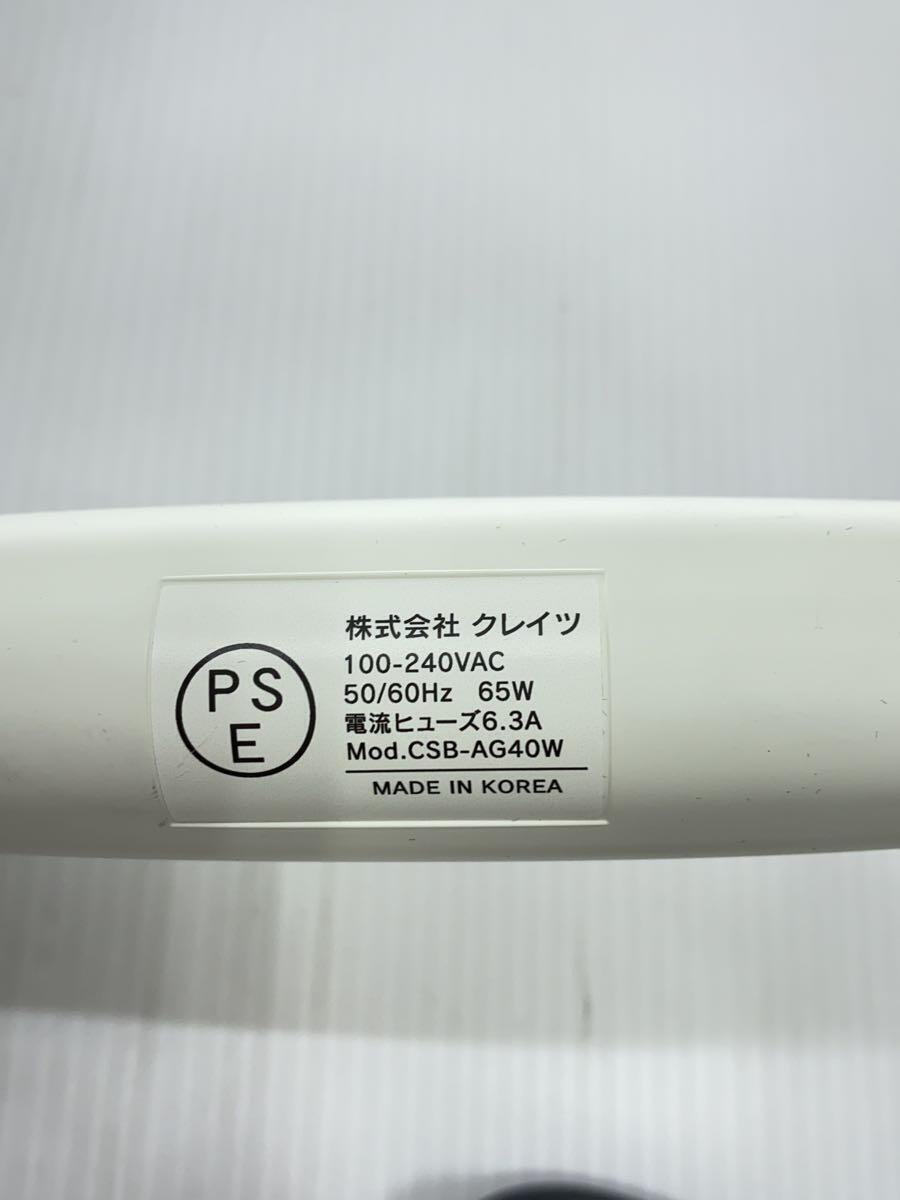 PS
E
株式会社 クレイツ
100-240VAC
50/60Hz 65W
電流ヒューズ6.3A
Mod.CSB-AG40W
MADE IN KOREA